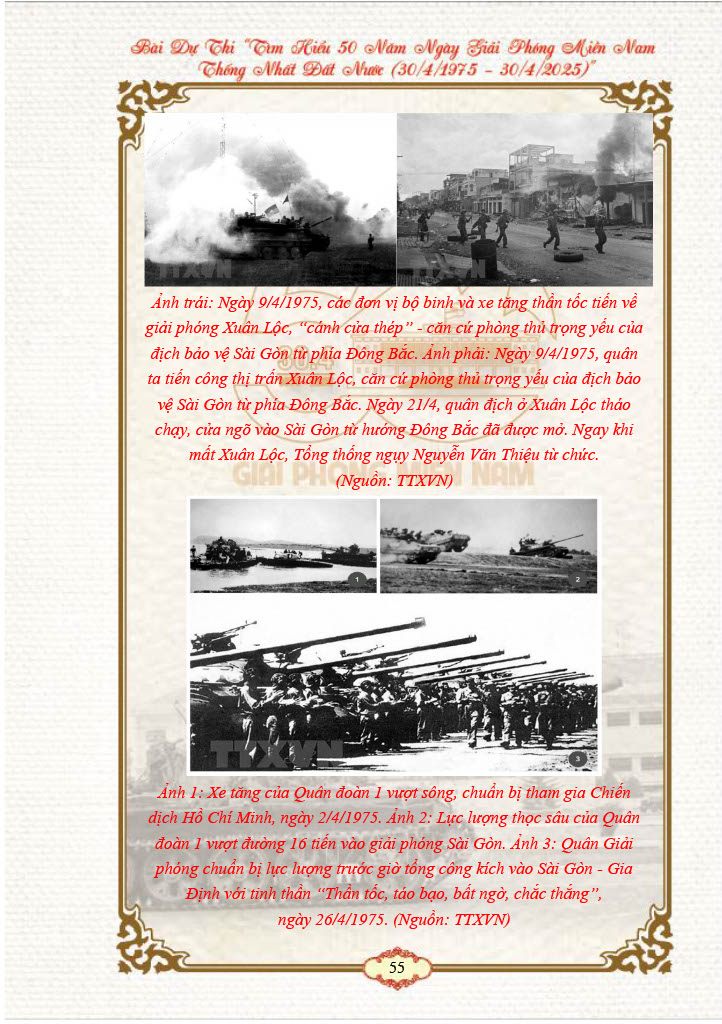 Bài Dự Thi “Tìm Hiểu 50 Năm Ngày Giải Phóng Miền Nam
Thống Nhất Đất Nước (30/4/1975 – 30/4/2025)”
TTXVN
TTXVN
Ảnh trái: Ngày 9/4/1975, các đơn vị bộ binh và xe tăng thần tốc tiến về
giải phóng Xuân Lộc, “cánh cửa thép” - căn cứ phòng thủ trọng yếu của
địch bảo vệ Sài Gòn từ phía Đông Bắc. Ảnh phải: Ngày 9/4/1975, quân
ta tiến công thị trấn Xuân Lộc, căn cứ phòng thủ trọng yếu của địch bảo
vệ Sài Gòn từ phía Đông Bắc. Ngày 21/4, quân địch ở Xuân Lộc tháo
chạy, cửa ngõ vào Sài Gòn từ hướng Đông Bắc đã được mở. Ngay khi
mất Xuân Lộc, Tổng thống ngụy Nguyễn Văn Thiệu từ chức.
(Nguồn: TTXVN)
30.4
GIẢI PHÓNG MIỀN NAM
1
2
TTXVN
3
Ảnh 1: Xe tăng của Quân đoàn 1 vượt sông, chuẩn bị tham gia Chiến
dịch Hồ Chí Minh, ngày 2/4/1975. Ảnh 2: Lực lượng thọc sâu của Quân
đoàn 1 vượt đường 16 tiến vào giải phóng Sài Gòn. Ảnh 3: Quân Giải
phóng chuẩn bị lực lượng trước giờ tổng công kích vào Sài Gòn - Gia
Định với tinh thần “Thần tốc, táo bạo, bất ngờ, chắc thắng”,
ngày 26/4/1975. (Nguồn: TTXVN)
55